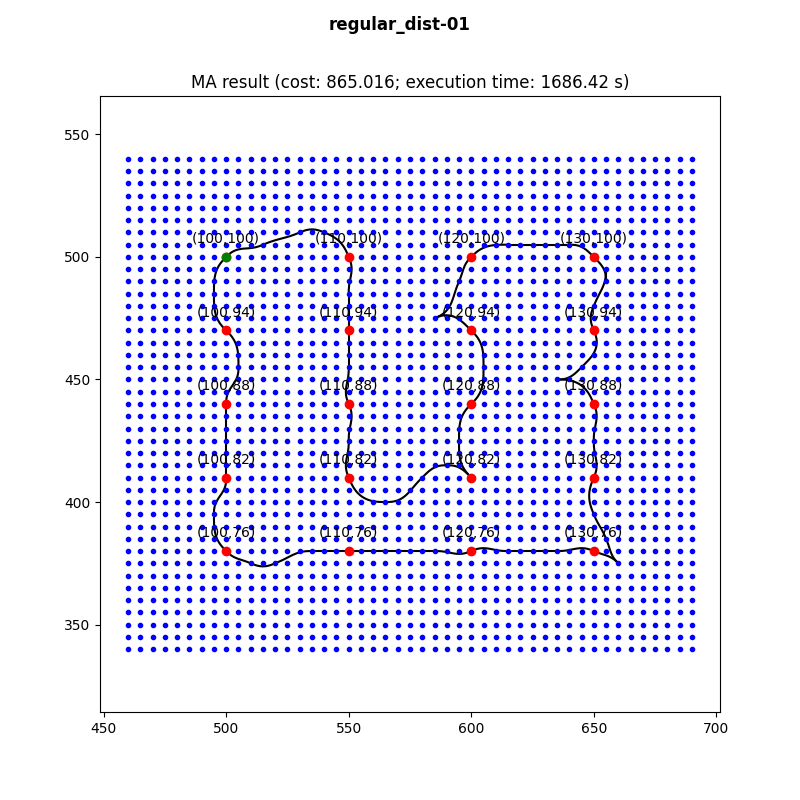 regular_dist-01
MA result (cost: 865.016; execution time: 1686.42 s)
550
500
450
400
350
(100,100) (110,100) (120,100) (130,100)
(100,94) (110,94) (120,94) (130,94)
(100,88) (110,88) (120,88) (130,88)
(100,82) (110,82) (120,82) (130,82)
(100,76) (110,76) (120,76) (130,76)
450 500 550 600 650 700